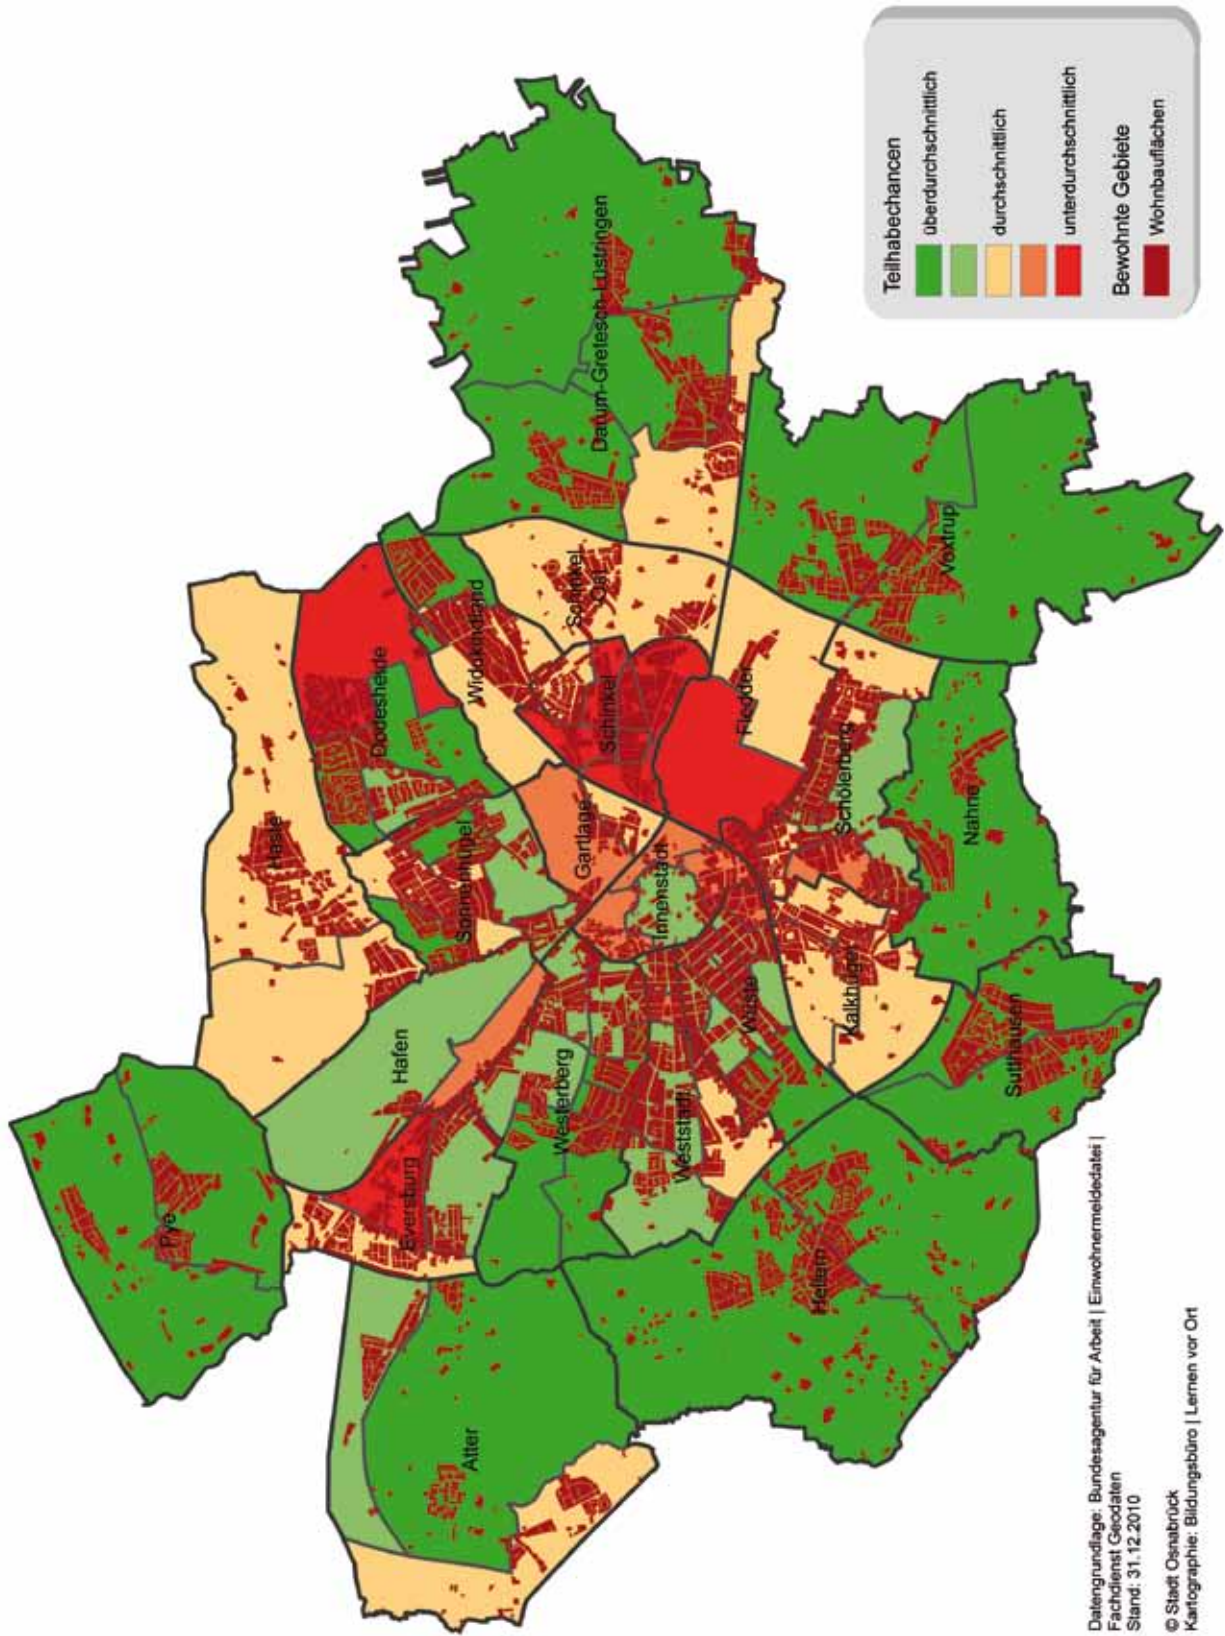 Pye
Hafen
Haste
Dodesheide
Sonnenhügel
Widukindland
Atter
Eversburg
Westerberg
Gartlage
Schinkel
Schinkel
Ost
Darum-Gretesch-Lüstringen
Weststadt
Innenstadt
Wüste
Fledder
Hellern
Kalkhügel
Schölerberg
Voxtrup
Sutthausen
Nahne
Teilhabechancen
überdurchschnittlich
durchschnittlich
unterdurchschnittlich
Bewohnte Gebiete
Wohnbauflächen
Datengrundlage: Bundesagentur für Arbeit | Einwohnermeldedatei |
Fachdienst Geodaten
Stand: 31.12.2010
© Stadt Osnabrück
Kartographie: Bildungsbüro | Lernen vor Ort